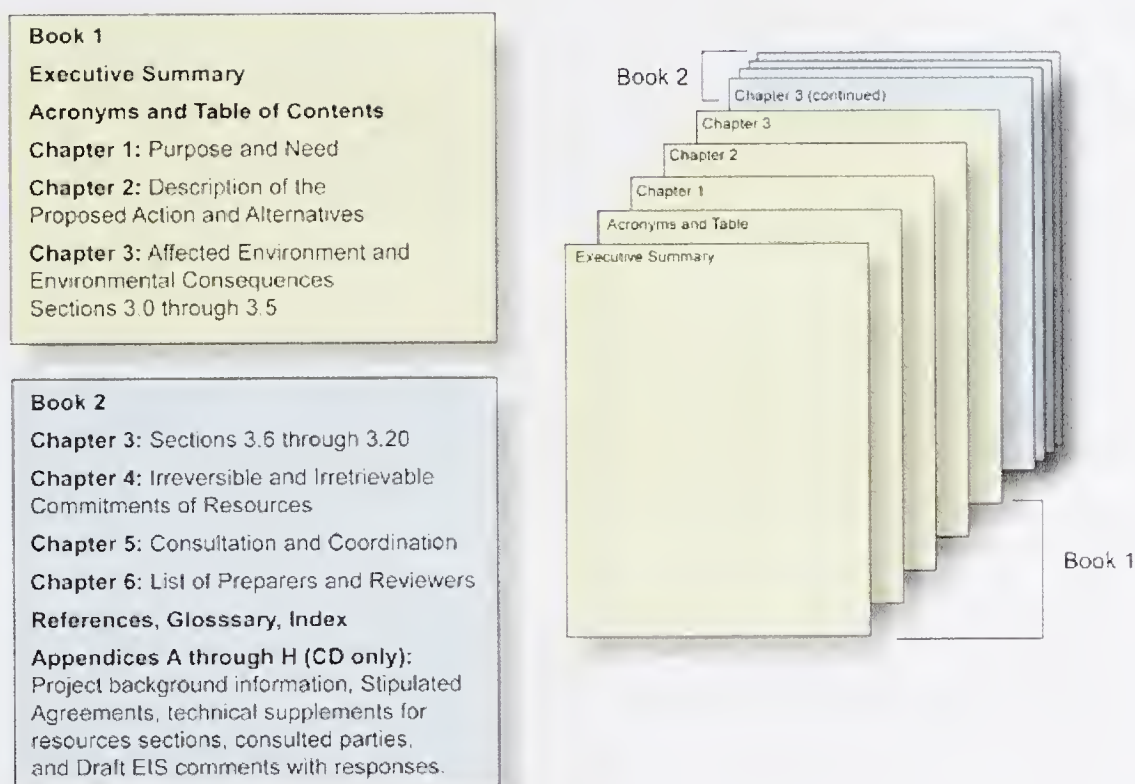 Book 1
Executive Summary
Acronyms and Table of Contents
Chapter 1: Purpose and Need
Chapter 2: Description of the
Proposed Action and Alternatives
Chapter 3: Affected Environment and
Environmental Consequences
Sections 3.0 through 3.5
Book 2
Chapter 3: Sections 3.6 through 3.20
Chapter 4: Irreversible and Irretrievable
Commitments of Resources
Chapter 5: Consultation and Coordination
Chapter 6: List of Preparers and Reviewers
References, Glosssary, Index
Appendices A through H (CD only):
Project background information, Stipulated
Agreements, technical supplements for
resources sections, consulted parties,
and Draft EIS comments with responses.
Book 2
Chapter 3 (continued)
Chapter 3
Chapter 2
Chapter 1
Acronyms and Table
Executive Summary
Book 1